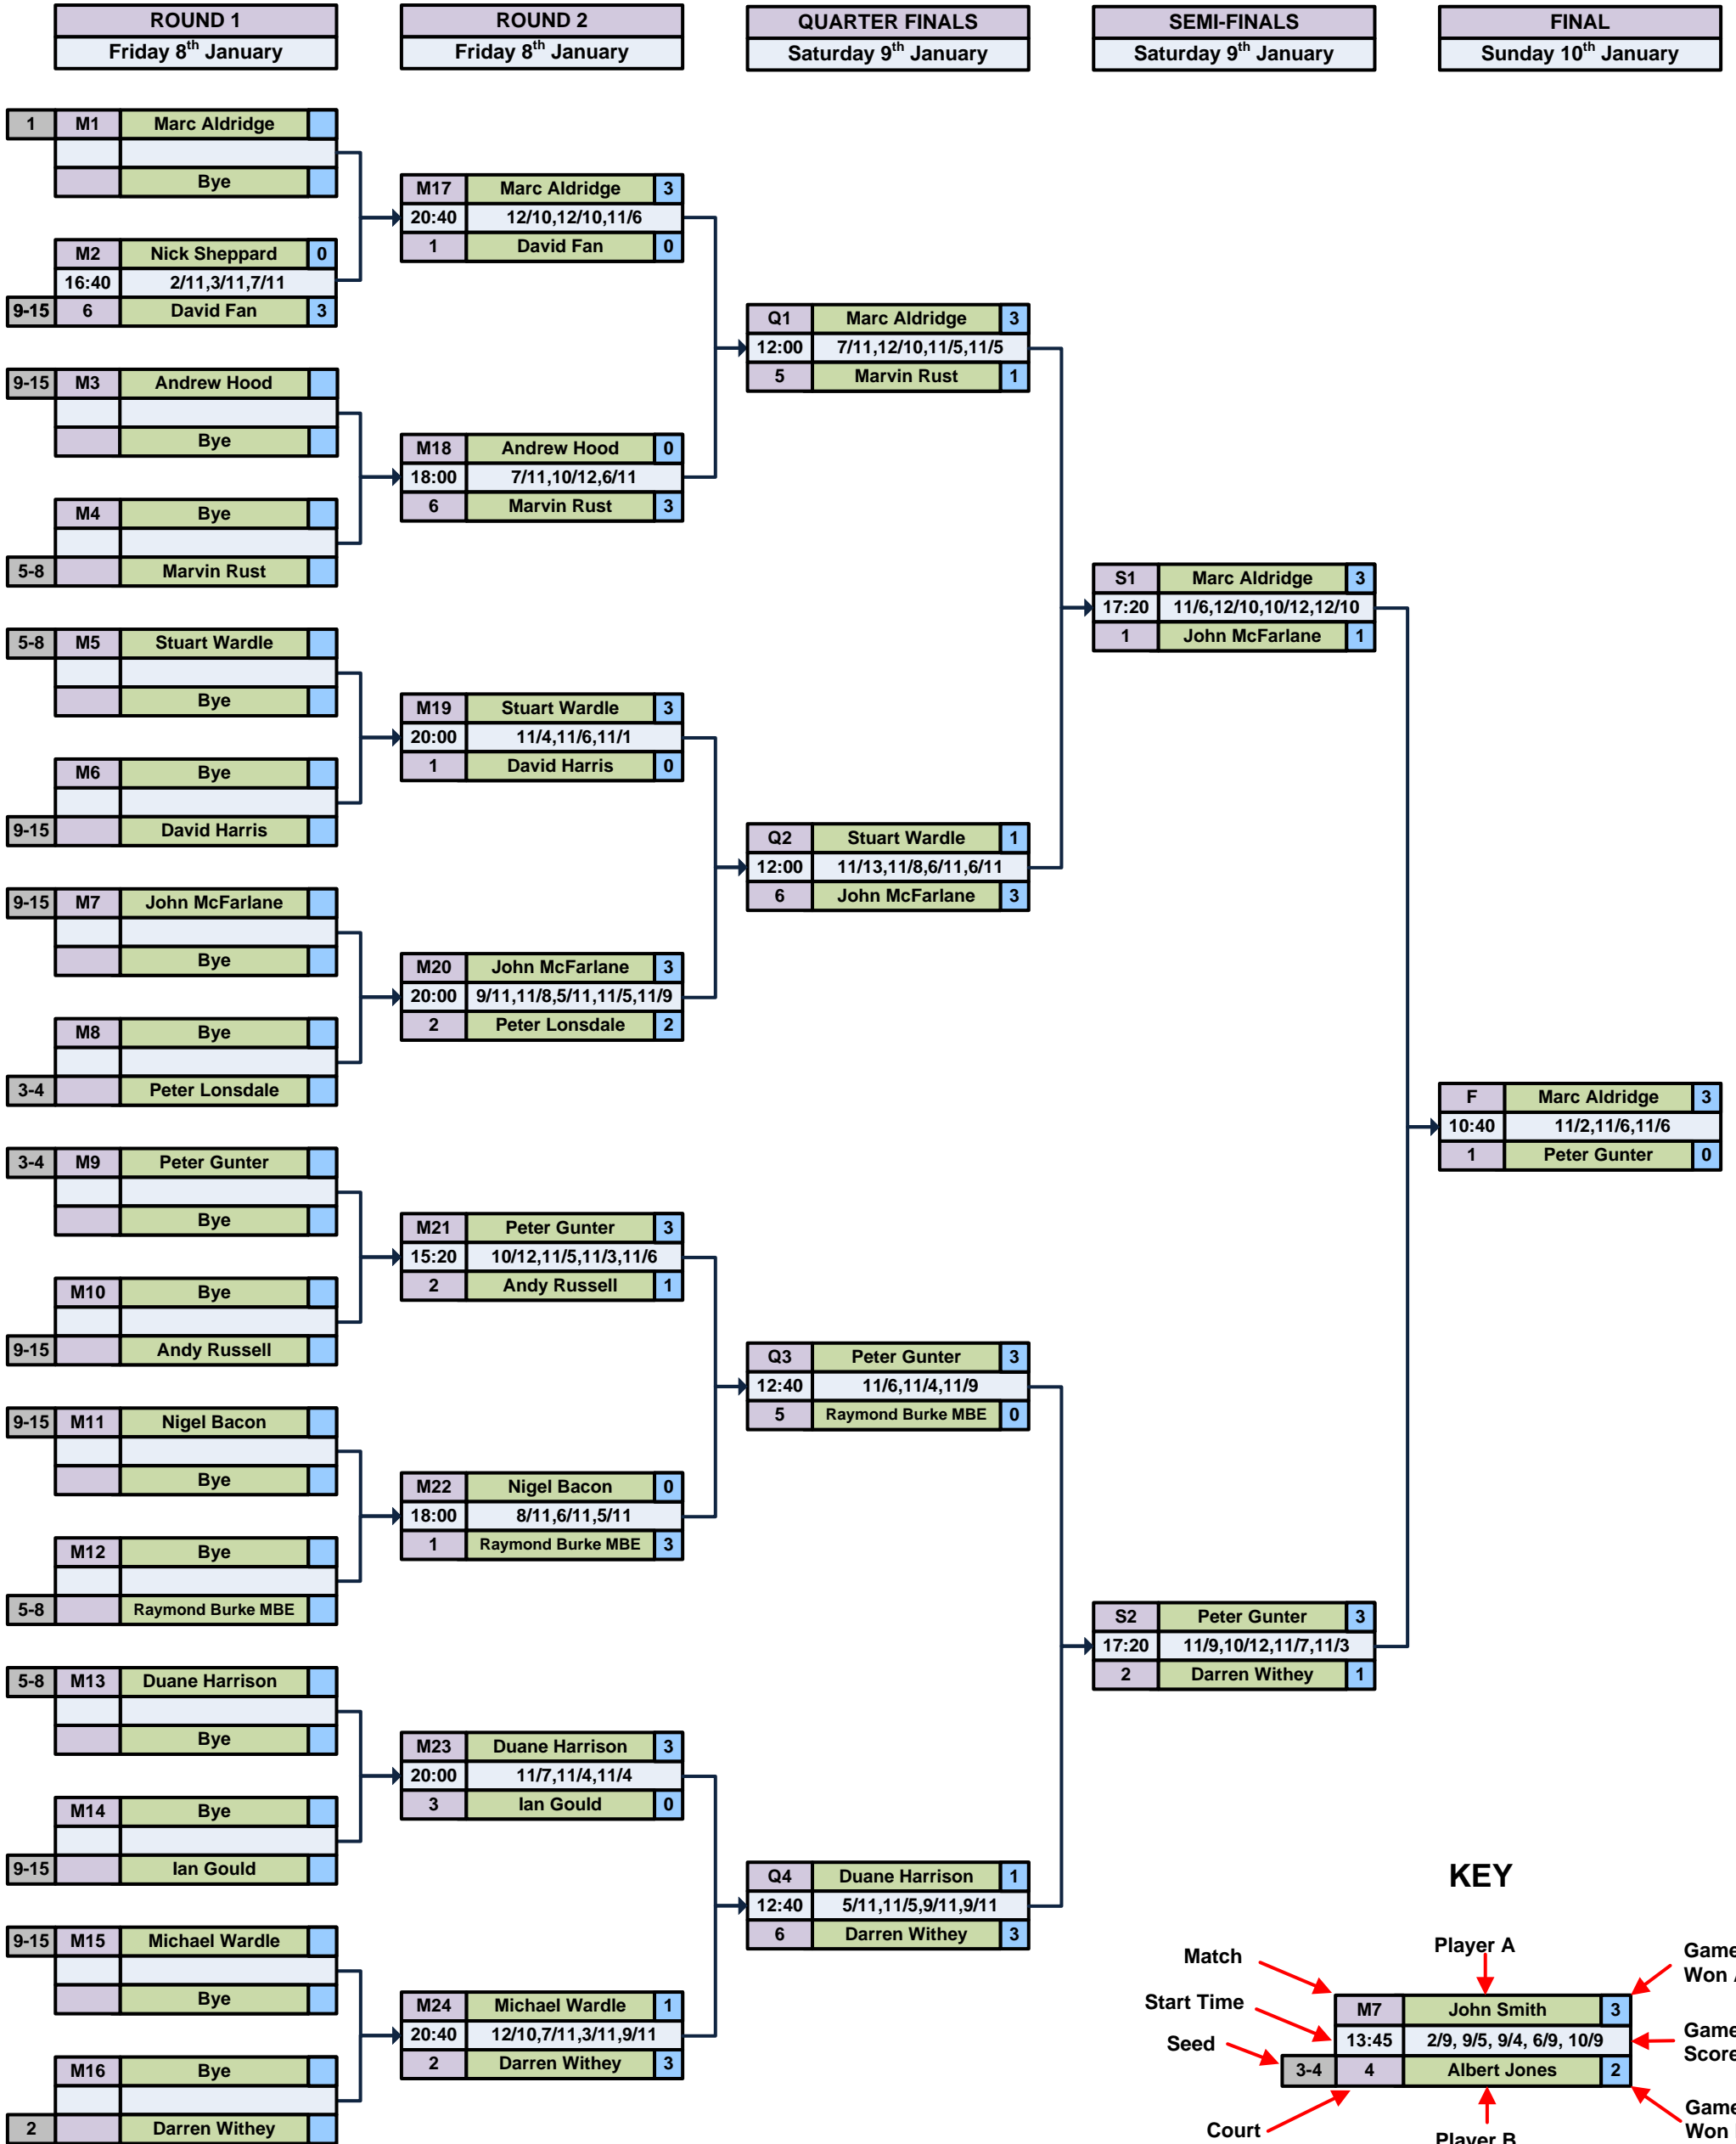 ROUND 1
Friday 8th January
ROUND 2
Friday 8th January
QUARTER FINALS
Saturday 9th January
SEMI-FINALS
Saturday 9th January
FINAL
Sunday 10th January
1 M1 Marc Aldridge
Bye
M2 Nick Sheppard 0
16:40 2/11,3/11,7/11
9-15 6 David Fan 3
9-15 M3 Andrew Hood
Bye
M4 Bye
5-8 Marvin Rust
5-8 M5 Stuart Wardle
Bye
M6 Bye
9-15 David Harris
9-15 M7 John McFarlane
Bye
M8 Bye
3-4 Peter Lonsdale
3-4 M9 Peter Gunter
Bye
M10 Bye
9-15 Andy Russell
9-15 M11 Nigel Bacon
Bye
M12 Bye
5-8 Raymond Burke MBE
5-8 M13 Duane Harrison
Bye
M14 Bye
9-15 Ian Gould
9-15 M15 Michael Wardle
Bye
M16 Bye
2 Darren Withey
M17 Marc Aldridge 3
20:40 12/10,12/10,11/6
1 David Fan 0
M18 Andrew Hood 0
18:00 7/11,10/12,6/11
6 Marvin Rust 3
M19 Stuart Wardle 3
20:00 11/4,11/6,11/1
1 David Harris 0
M20 John McFarlane 3
20:00 9/11,11/8,5/11,11/5,11/9
2 Peter Lonsdale 2
M21 Peter Gunter 3
15:20 10/12,11/5,11/3,11/6
2 Andy Russell 1
M22 Nigel Bacon 0
18:00 8/11,6/11,5/11
1 Raymond Burke MBE 3
M23 Duane Harrison 3
20:00 11/7,11/4,11/4
3 Ian Gould 0
M24 Michael Wardle 1
20:40 12/10,7/11,3/11,9/11
2 Darren Withey 3
Q1 Marc Aldridge 3
12:00 7/11,12/10,11/5,11/5
5 Marvin Rust 1
Q2 Stuart Wardle 1
12:00 11/13,11/8,6/11,6/11
6 John McFarlane 3
Q3 Peter Gunter 3
12:40 11/6,11/4,11/9
5 Raymond Burke MBE 0
Q4 Duane Harrison 1
12:40 5/11,11/5,9/11,9/11
6 Darren Withey 3
S1 Marc Aldridge 3
17:20 11/6,12/10,10/12,12/10
1 John McFarlane 1
S2 Peter Gunter 3
17:20 11/9,10/12,11/7,11/3
2 Darren Withey 1
F Marc Aldridge 3
10:40 11/2,11/6,11/6
1 Peter Gunter 0
KEY
Match
Player A
Game
Won
Start Time
M7 John Smith 3
13:45 2/9, 9/5, 9/4, 6/9, 10/9
Game
Score
Seed
3-4 4 Albert Jones 2
Court
Player B
Game
Won